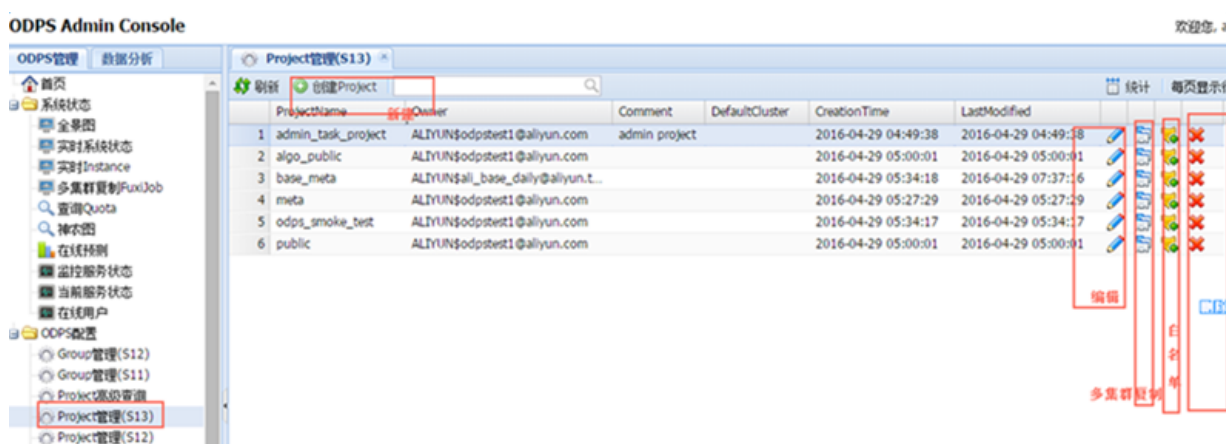 ODPS Admin Console
欢迎您, a
ODPS管理 数据分析
Project管理(S13)
首页
系统状态
全景图
实时系统状态
实时Instance
多集群复制FuxiJob
查询Quota
神农图
在线预测
监控服务状态
当前服务状态
在线用户
ODPS配置
Group管理(S12)
Group管理(S11)
Project高级查询
Project管理(S13)
Project管理(S12)
刷新 创建Project 统计 每页显示
新建
ProjectName Owner Comment DefaultCluster CreationTime LastModified
1 admin_task_project ALIYUN$odpstest1@aliyun.com admin project 2016-04-29 04:49:38 2016-04-29 04:49:38
2 algo_public ALIYUN$odpstest1@aliyun.com 2016-04-29 05:00:01 2016-04-29 05:00:01
3 base_meta ALIYUN$ali_base_daily@aliyun.t... 2016-04-29 05:34:18 2016-04-29 07:37:16
4 meta ALIYUN$odpstest1@aliyun.com 2016-04-29 05:27:29 2016-04-29 05:27:29
5 odps_smoke_test ALIYUN$odpstest1@aliyun.com 2016-04-29 05:34:17 2016-04-29 05:34:17
6 public ALIYUN$odpstest1@aliyun.com 2016-04-29 05:00:01 2016-04-29 05:00:01
编辑
白名单
多集群复制